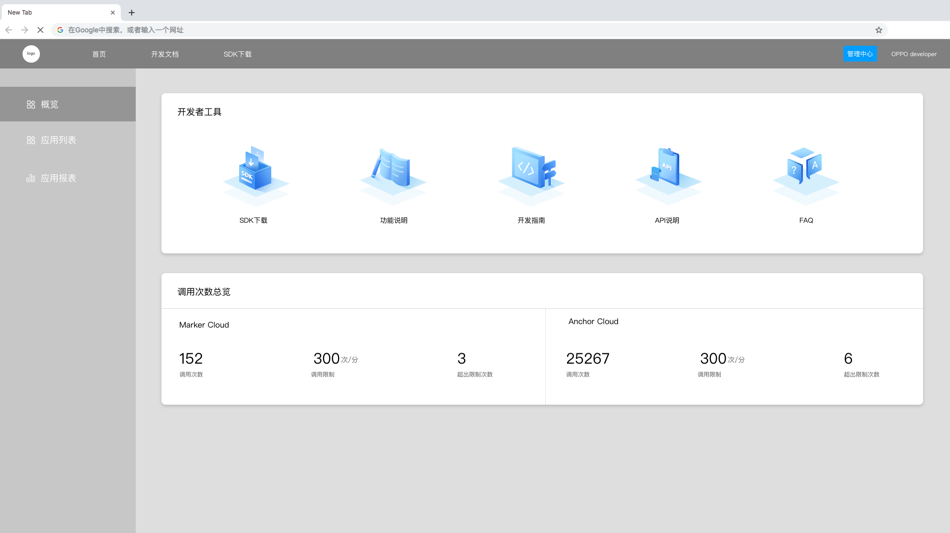 New Tab
在Google中搜索，或者输入一个网址
logo
首页
开发文档
SDK下载
管理中心
OPPO developer
概览
应用列表
应用报表
开发者工具
SDK
</>
API
?
A
SDK下载
功能说明
开发指南
API说明
FAQ
调用次数总览
Marker Cloud
152
调用次数
300次/分
调用限制
3
超出限制次数
Anchor Cloud
25267
调用次数
300次/分
调用限制
6
超出限制次数